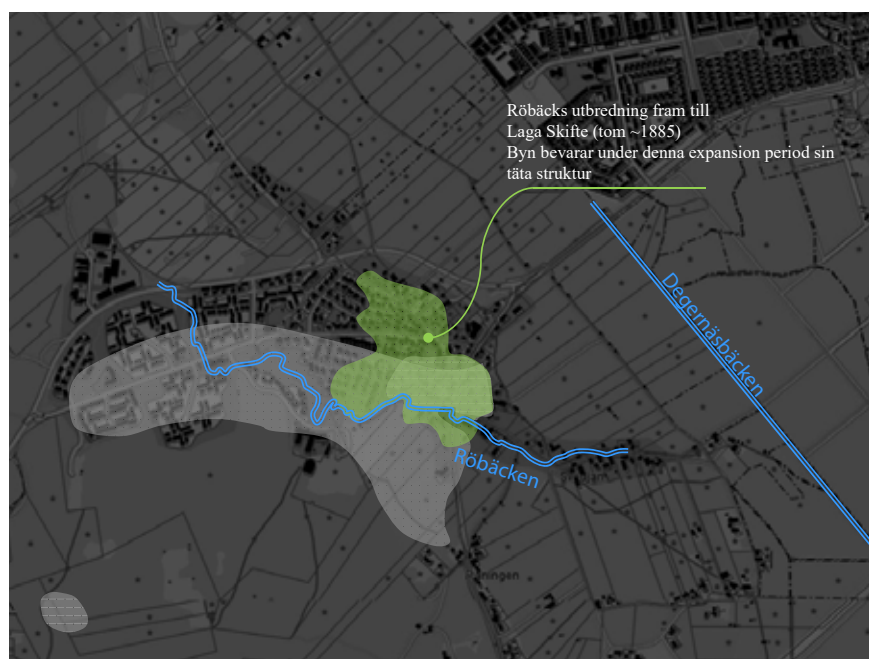 Röbäcks utbredning fram till
Laga Skifte (tom ~1885)
Byn bevarar under denna expansion period sin
täta struktur
Degernäsbäcken
Röbäcken